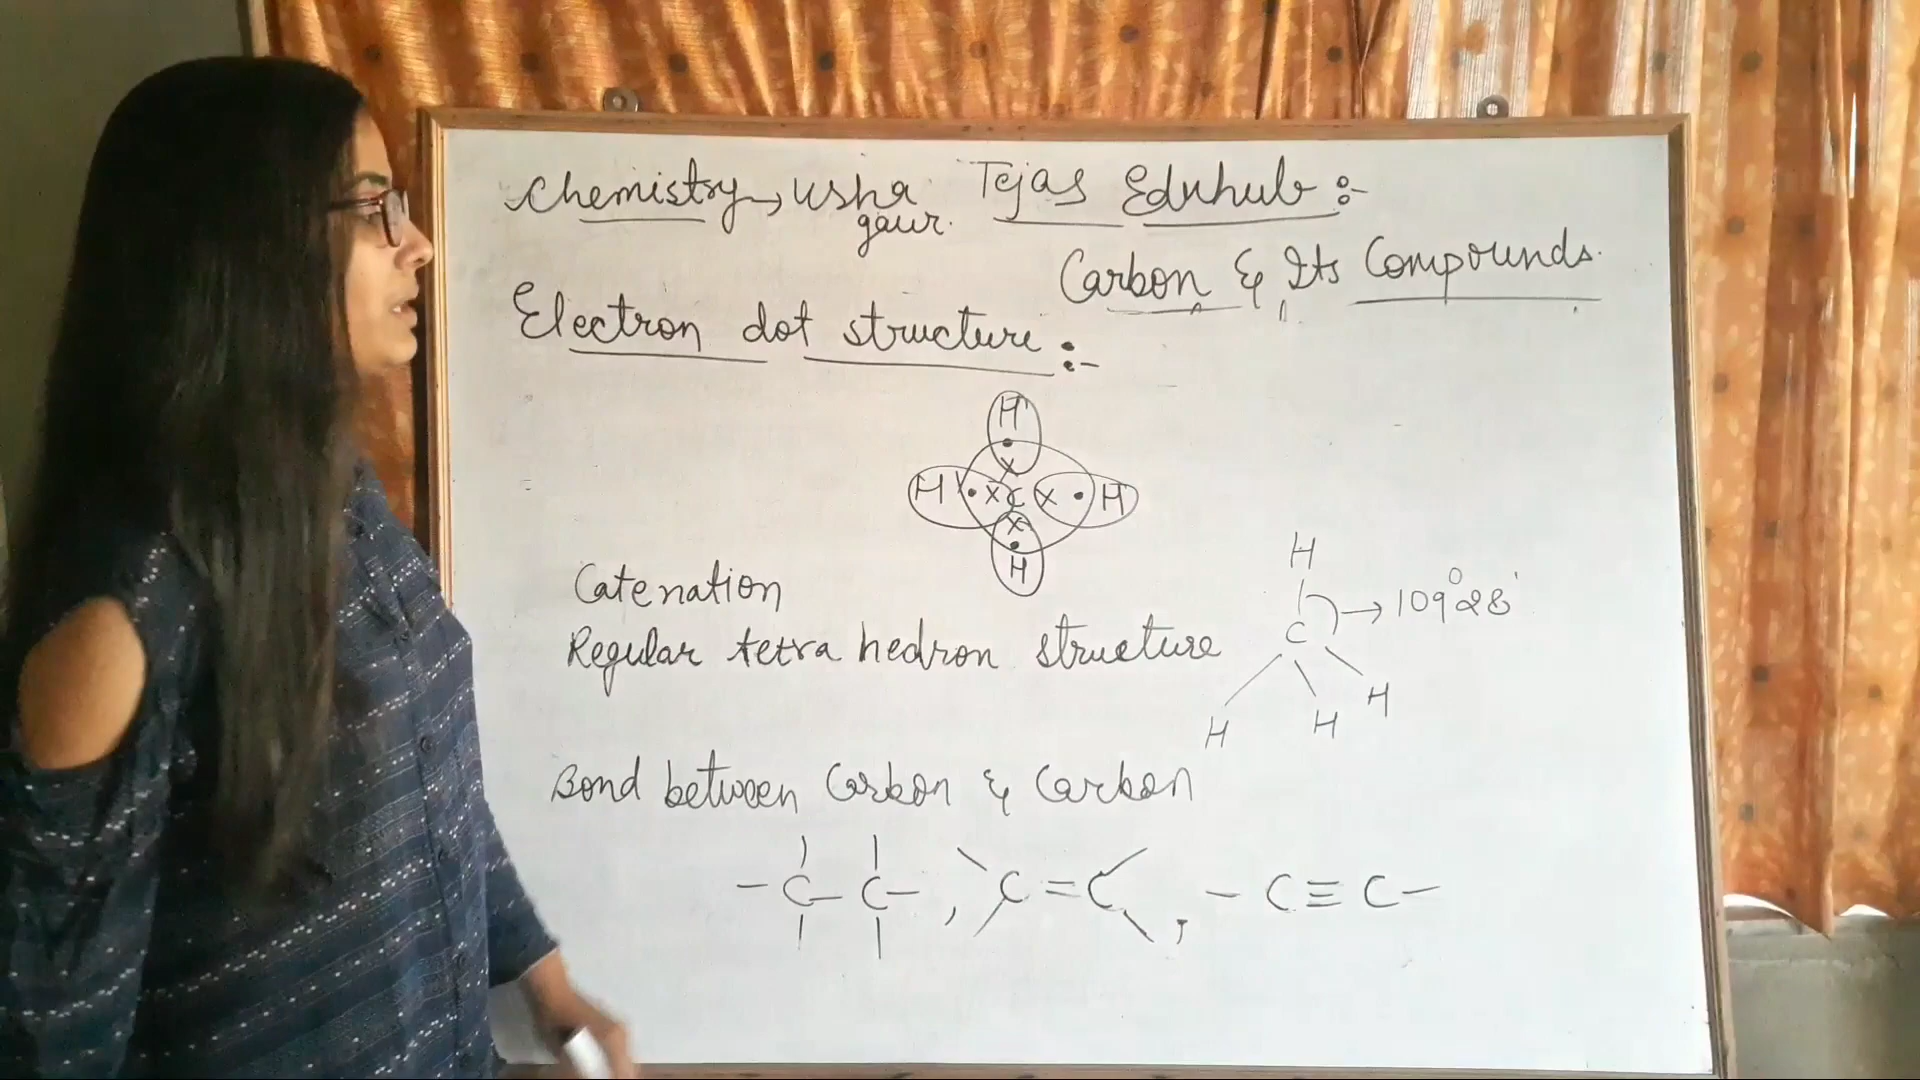 Chemistry → Usha gaur. Tejas Eduhub :-
Carbon & Its Compounds.
Electron dot structure :-
H
H • x C x • H
x
H
Catenation
Regular tetra hedron structure
H
C → 109°28'
H H H
Bond between Carbon & Carbon
- C - C - , C = C , - C ≡ C -